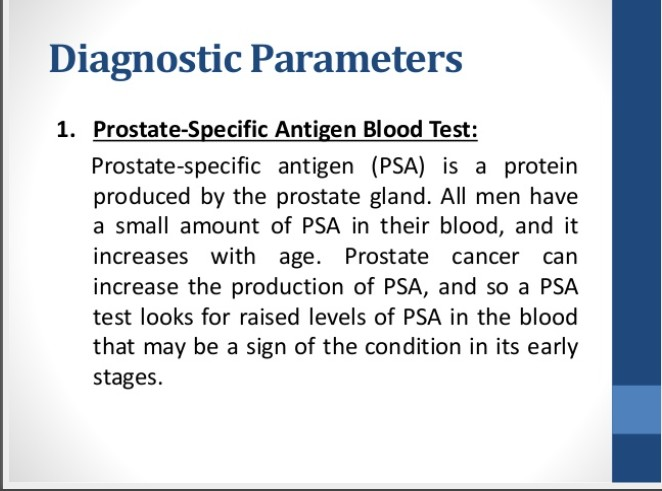 Diagnostic Parameters
1. Prostate-Specific Antigen Blood Test:
Prostate-specific antigen (PSA) is a protein
produced by the prostate gland. All men have
a small amount of PSA in their blood, and it
increases with age. Prostate cancer can
increase the production of PSA, and so a PSA
test looks for raised levels of PSA in the blood
that may be a sign of the condition in its early
stages.